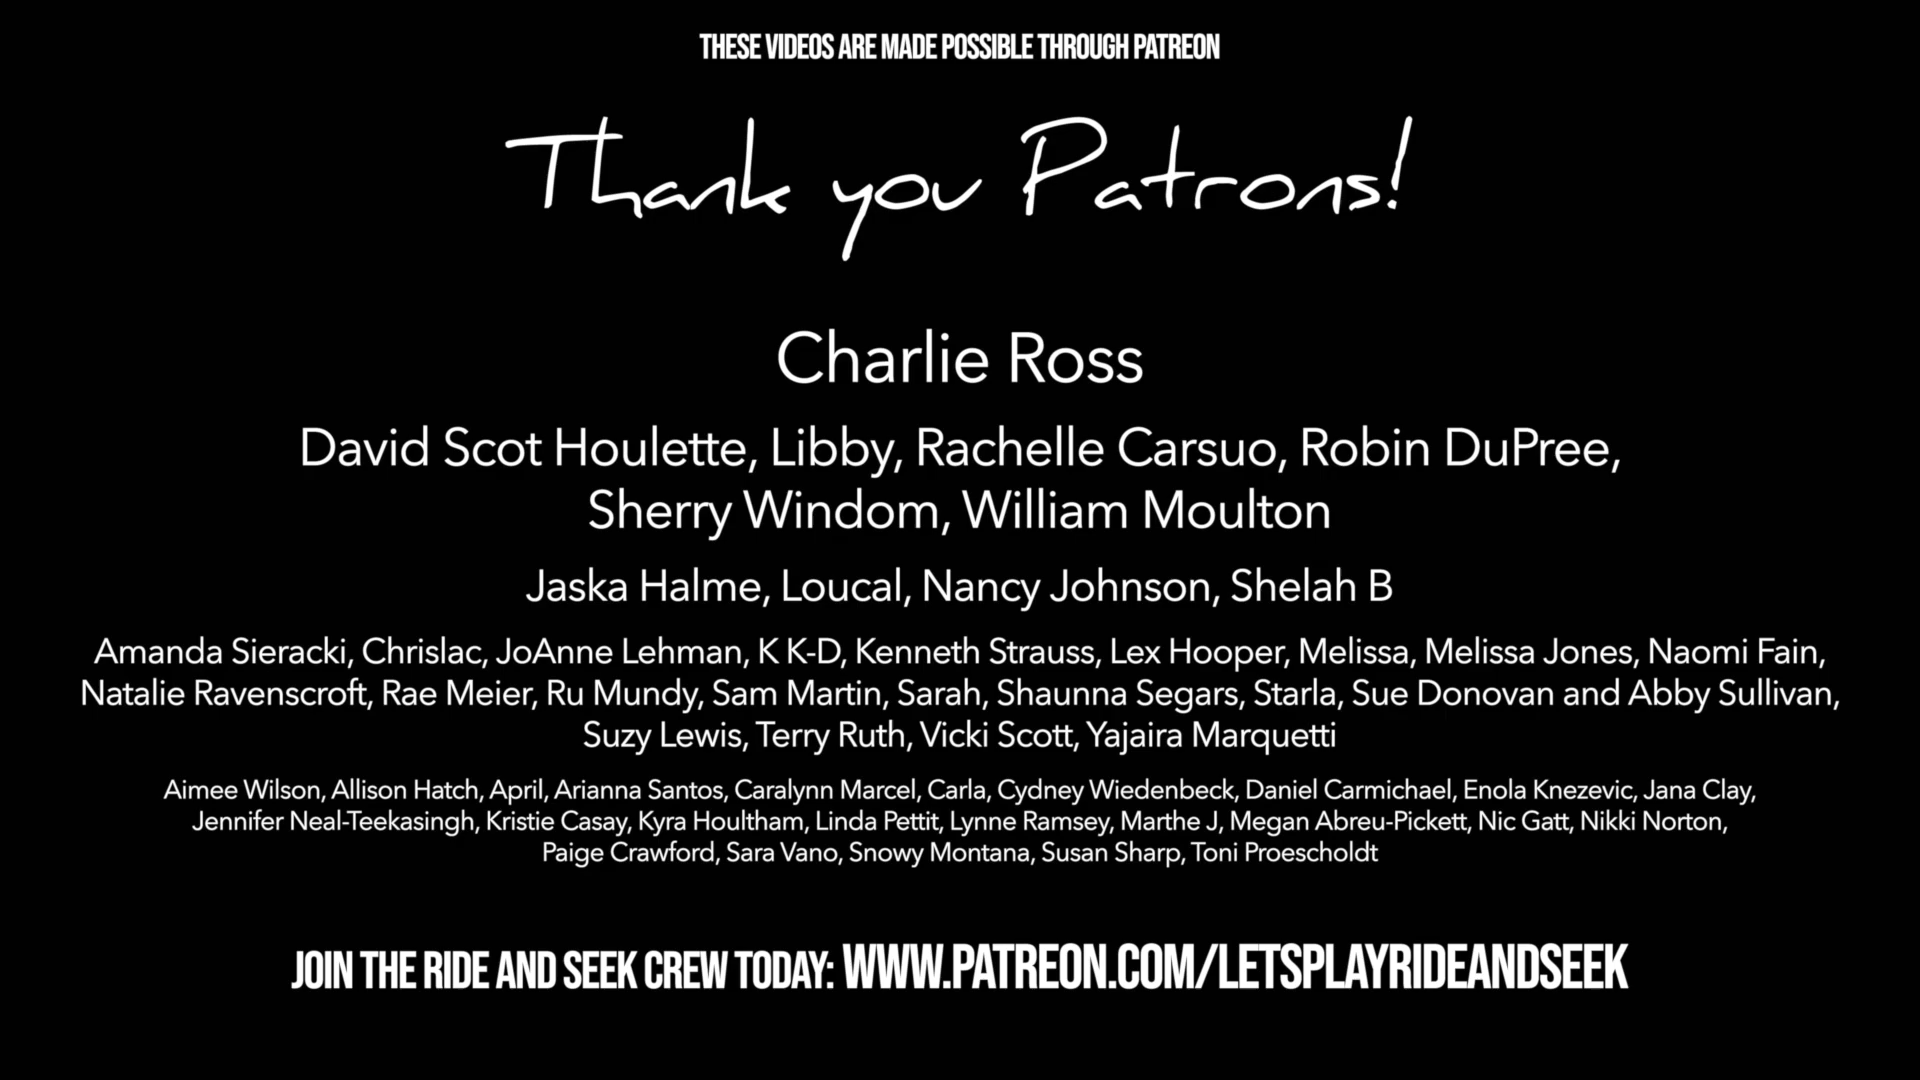 THESE VIDEOS ARE MADE POSSIBLE THROUGH PATREON
Thank you Patrons!
Charlie Ross
David Scot Houlette, Libby, Rachelle Carsuo, Robin DuPree,
Sherry Windom, William Moulton
Jaska Halme, Loucal, Nancy Johnson, Shelah B
Amanda Sieracki, Chrislac, JoAnne Lehman, K K-D, Kenneth Strauss, Lex Hooper, Melissa, Melissa Jones, Naomi Fain,
Natalie Ravenscroft, Rae Meier, Ru Mundy, Sam Martin, Sarah, Shaunna Segars, Starla, Sue Donovan and Abby Sullivan,
Suzy Lewis, Terry Ruth, Vicki Scott, Yajaira Marquetti
Aimee Wilson, Allison Hatch, April, Arianna Santos, Caralynn Marcel, Carla, Cydney Wiedenbeck, Daniel Carmichael, Enola Knezevic, Jana Clay,
Jennifer Neal-Teekasingh, Kristie Casay, Kyra Houltham, Linda Pettit, Lynne Ramsey, Marthe J, Megan Abreu-Pickett, Nic Gatt, Nikki Norton,
Paige Crawford, Sara Vano, Snowy Montana, Susan Sharp, Toni Proescholdt
JOIN THE RIDE AND SEEK CREW TODAY: WWW.PATREON.COM/LETSPLAYRIDEANDSEEK